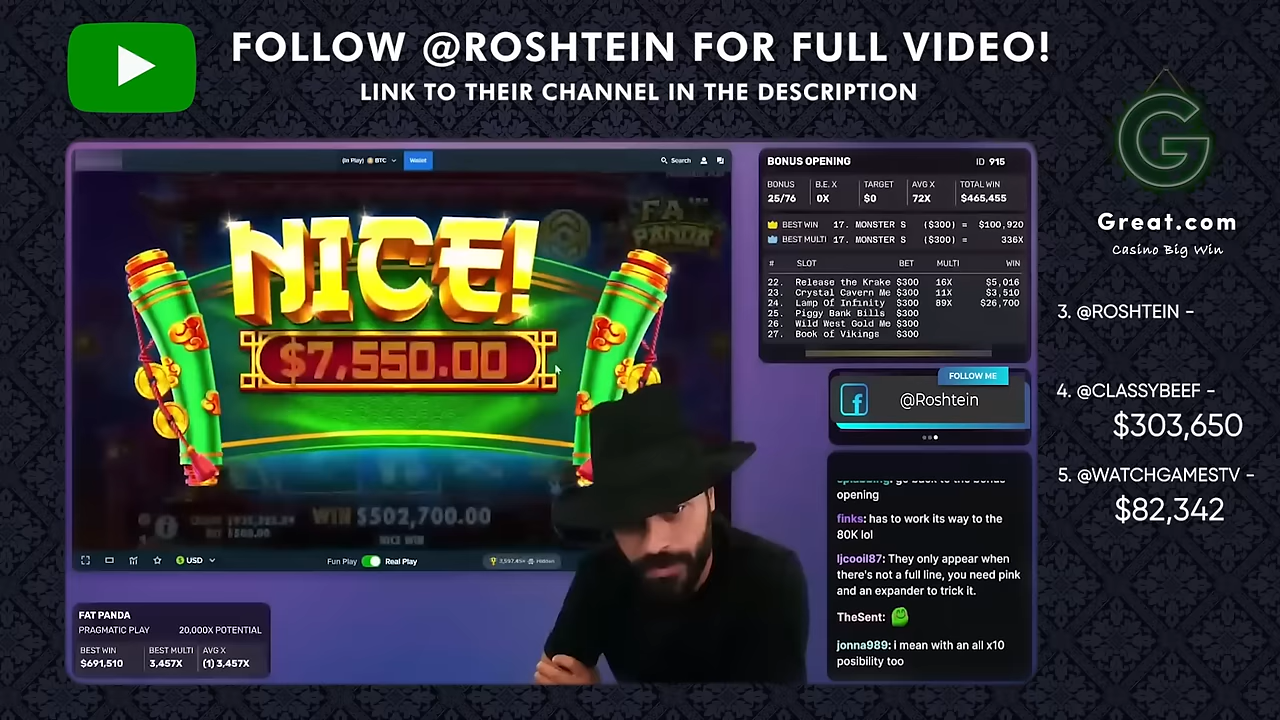 FOLLOW @ROSHTEIN FOR FULL VIDEO!
LINK TO THEIR CHANNEL IN THE DESCRIPTION
G
Great.com
Casino Big Win
(In Play) BTC
Wallet
Search
FA
PANDA
NICE!
$7,550.00
WIN $502,700.00
NICE WIN
USD
Fun Play
Real Play
BONUS OPENING ID 915
BONUS B.E. X TARGET AVG X TOTAL WIN
25/76 0X $0 72X $465,455
BEST WIN 17. MONSTER S ($300) = $100,920
BEST MULTI 17. MONSTER S ($300) = 336X
# SLOT BET MULTI WIN
22. Release the Krake $300 16X $5,016
23. Crystal Cavern Me $300 11X $3,510
24. Lamp Of Infinity $300 89X $26,700
25. Piggy Bank Bills $300
26. Wild West Gold Me $300
27. Book of Vikings $300
FOLLOW ME
f
@Roshtein
opening
finks: has to work its way to the
80K lol
ljcooil87: They only appear when
there's not a full line, you need pink
and an expander to trick it.
TheSent:
jonna989: i mean with an all x10
posibility too
3. @ROSHTEIN -
4. @CLASSYBEEF -
$303,650
5. @WATCHGAMESTV -
$82,342
FAT PANDA
PRAGMATIC PLAY 20,000X POTENTIAL
BEST WIN BEST MULTI AVG X
$691,510 3,457X (1) 3,457X